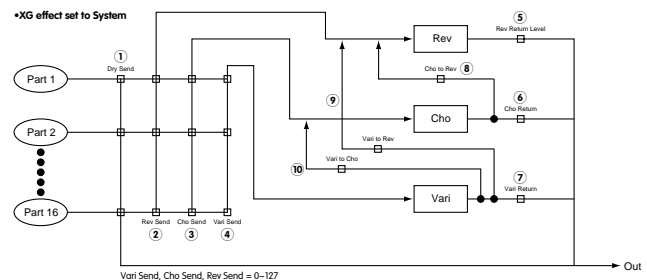 •XG effect set to System
⑤
Rev Return Level
Rev
①
Dry Send
Cho to Rev ⑧
Part 1
⑨
⑥
Cho Return
Cho
Part 2
Vari to Rev
⑩
Vari to Cho
⑦
Vari Return
Vari
Part 16
Rev Send
Cho Send
Vari Send
②
③
④
Out
Vari Send, Cho Send, Rev Send = 0~127